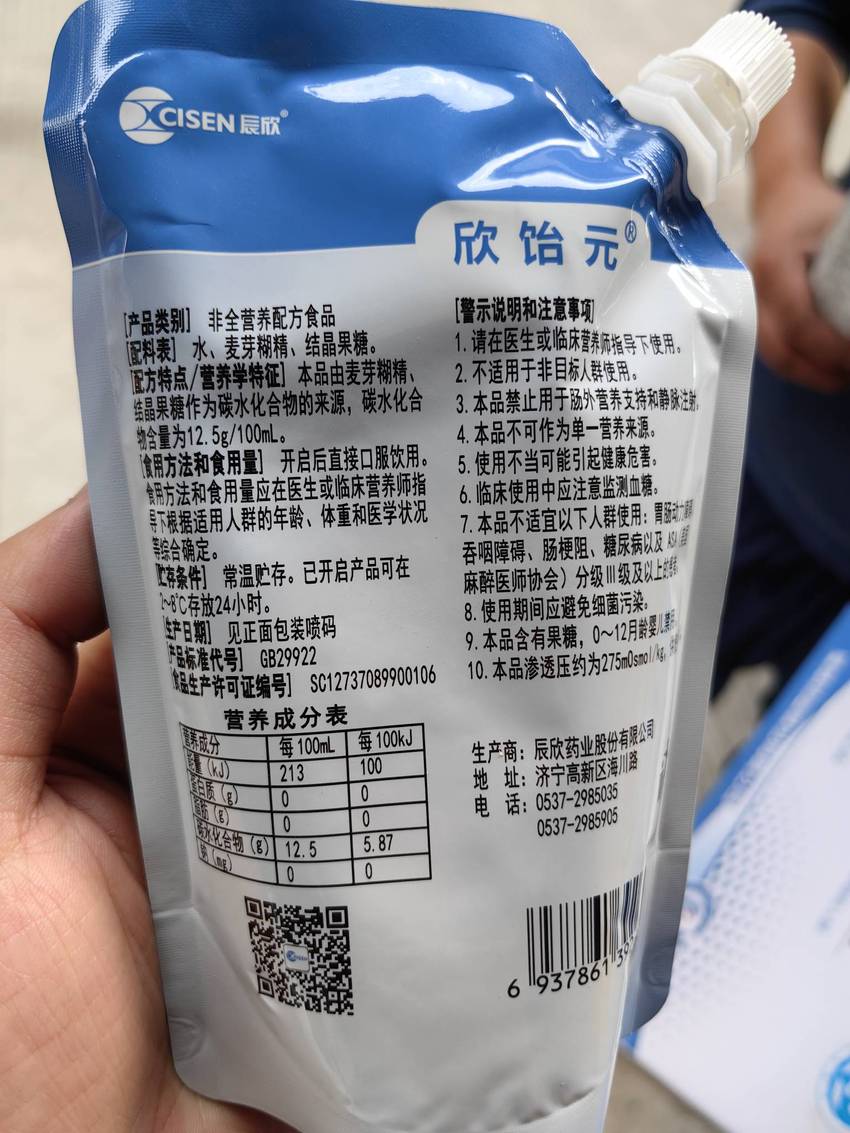 CISEN 辰欣®
欣饴元®
[产品类别] 非全营养配方食品
[配料表] 水、麦芽糊精、结晶果糖。
[配方特点/营养学特征] 本品由麦芽糊精、
结晶果糖作为碳水化合物的来源，碳水化合
物含量为12.5g/100mL。
[食用方法和食用量] 开启后直接口服饮用。
食用方法和食用量应在医生或临床营养师指
导下根据适用人群的年龄、体重和医学状况
等综合确定。
[贮存条件] 常温贮存。已开启产品可在
2~8℃存放24小时。
[生产日期] 见正面包装喷码
[产品标准代号] GB29922
[食品生产许可证编号] SC12737089900106
营养成分表
营养成分 每100mL 每100kJ
能量(kJ) 213 100
蛋白质(g) 0 0
脂肪(g) 0 0
碳水化合物(g) 12.5 5.87
钠(mg) 0 0
CISEN
[警示说明和注意事项]
1. 请在医生或临床营养师指导下使用。
2. 不适用于非目标人群使用。
3. 本品禁止用于肠外营养支持和静脉注射
4. 本品不可作为单一营养来源。
5. 使用不当可能引起健康危害。
6. 临床使用中应注意监测血糖。
7. 本品不适宜以下人群使用：胃肠动力
吞咽障碍、肠梗阻、糖尿病以及 ASA
麻醉医师协会）分级Ⅲ级及以上的
8. 使用期间应避免细菌污染。
9. 本品含有果糖，0~12月龄婴儿禁用
10. 本品渗透压约为275mOsmol/kg，
生产商：辰欣药业股份有限公司
地 址：济宁高新区海川路
电 话：0537-2985035
0537-2985905
6 937861